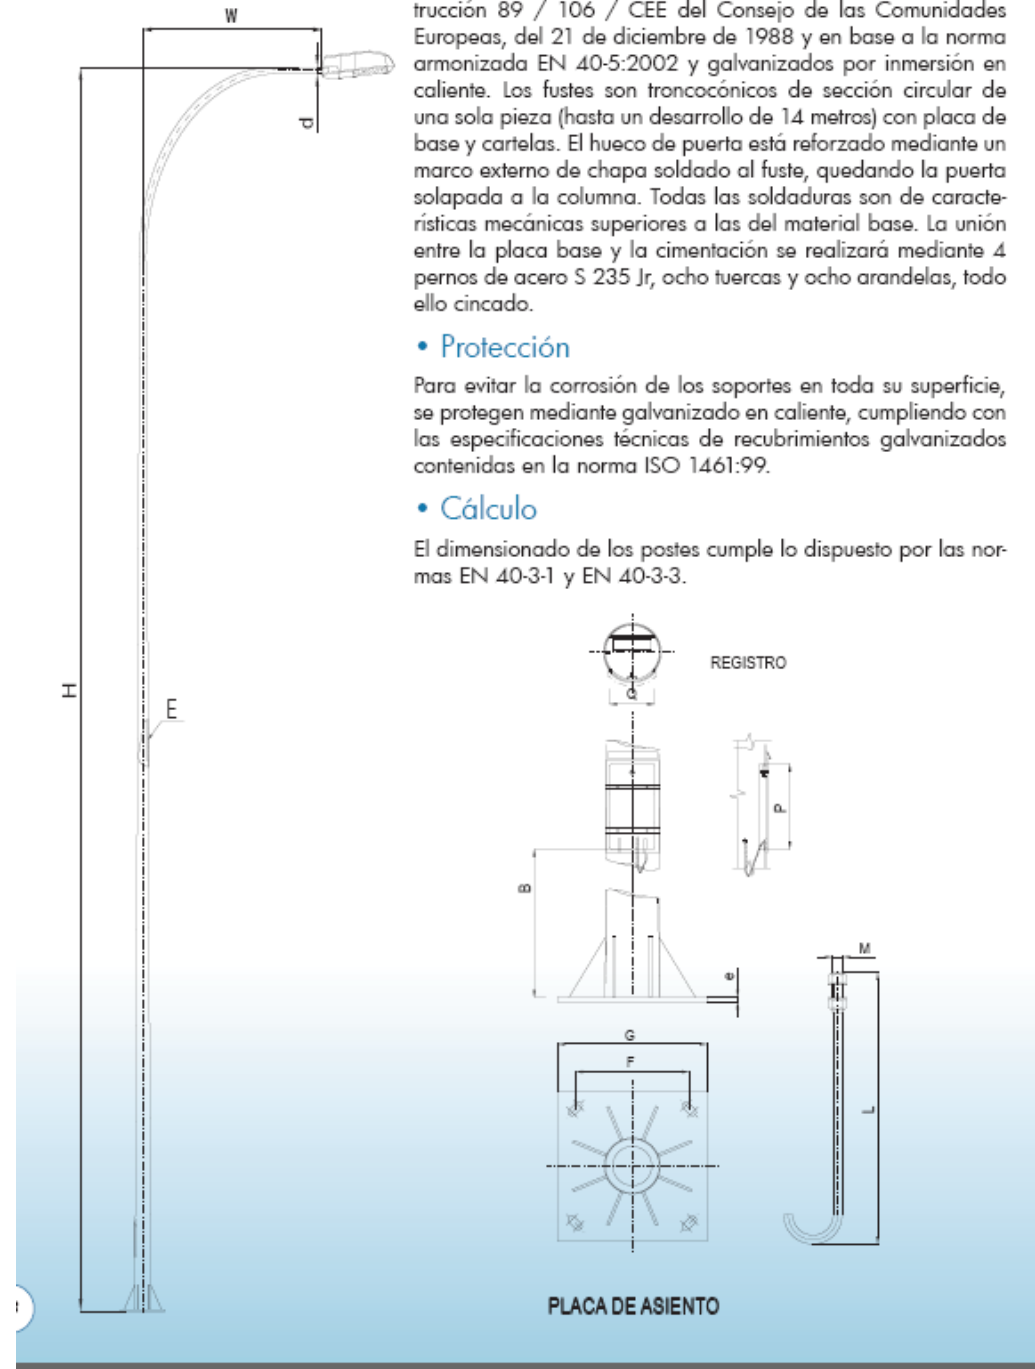 trucción 89 / 106 / CEE del Consejo de las Comunidades
Europeas, del 21 de diciembre de 1988 y en base a la norma
armonizada EN 40-5:2002 y galvanizados por inmersión en
caliente. Los fustes son troncocónicos de sección circular de
una sola pieza (hasta un desarrollo de 14 metros) con placa de
base y cartelas. El hueco de puerta está reforzado mediante un
marco externo de chapa soldado al fuste, quedando la puerta
solapada a la columna. Todas las soldaduras son de caracte-
rísticas mecánicas superiores a las del material base. La unión
entre la placa base y la cimentación se realizará mediante 4
pernos de acero S 235 Jr, ocho tuercas y ocho arandelas, todo
ello cincado.
• Protección
Para evitar la corrosión de los soportes en toda su superficie,
se protegen mediante galvanizado en caliente, cumpliendo con
las especificaciones técnicas de recubrimientos galvanizados
contenidas en la norma ISO 1461:99.
• Cálculo
El dimensionado de los postes cumple lo dispuesto por las nor-
mas EN 40-3-1 y EN 40-3-3.
W
d
H
E
REGISTRO
Q
P
B
e
M
L
G
F
PLACA DE ASIENTO